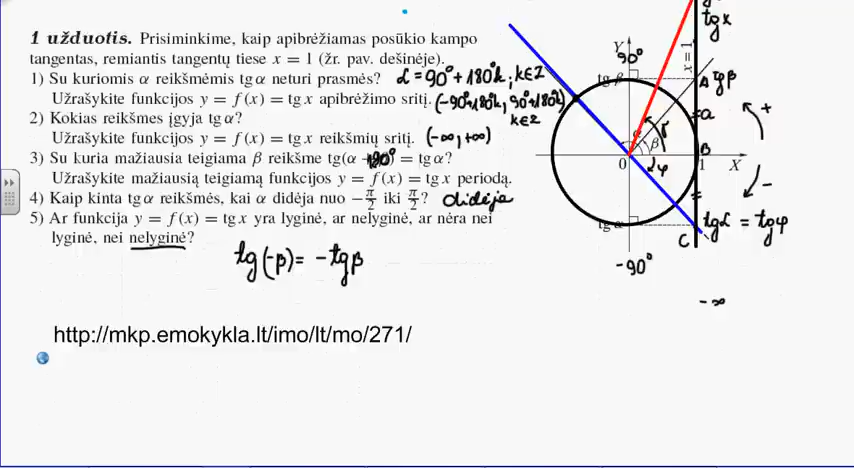 1 užduotis. Prisiminkime, kaip apibrėžiamas posūkio kampo
tangentas, remiantis tangentų tiese x = 1 (žr. pav. dešinėje).
1) Su kuriomis α reikšmėmis tg α neturi prasmės? α = 90° + 180°k, k∈Z
Užrašykite funkcijos y = f(x) = tg x apibrėžimo sritį. (-90°+180°k, 90°+180°k)
k∈Z
2) Kokias reikšmes įgyja tg α?
Užrašykite funkcijos y = f(x) = tg x reikšmių sritį. (-∞, +∞)
3) Su kuria mažiausia teigiama β reikšme tg(α + 180°) = tg α?
Užrašykite mažiausią teigiamą funkcijos y = f(x) = tg x periodą.
4) Kaip kinta tg α reikšmės, kai α didėja nuo −π/2 iki π/2? didėja
5) Ar funkcija y = f(x) = tg x yra lyginė, ar nelyginė, ar nėra nei
lyginė, nei nelyginė?
tg(-β) = -tgβ
http://mkp.emokykla.lt/imo/lt/mo/271/
tg x
x = 1
Y
90°
tg β
A tg β
a
+
γ
β
B
0
1
X
φ
−
tg α
tgα = tgφ
C
-90°
-∞